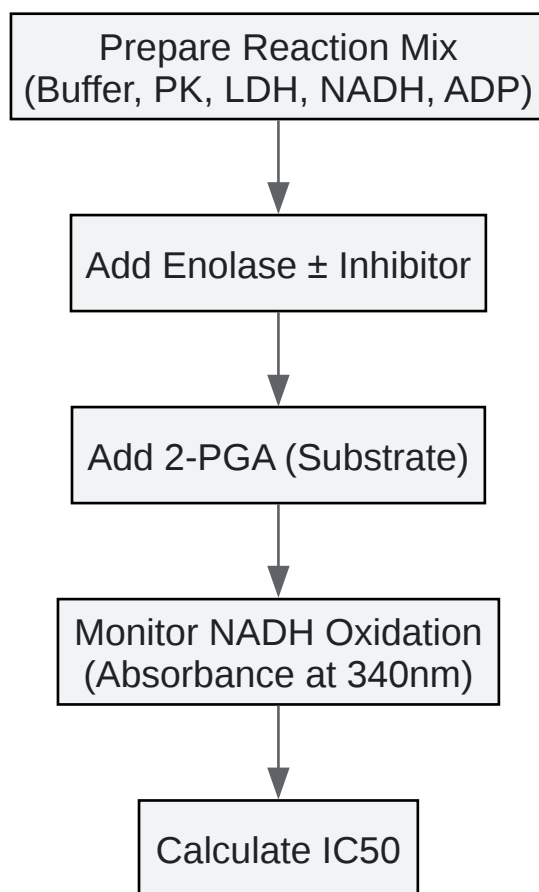 Prepare Reaction Mix
(Buffer, PK, LDH, NADH, ADP)
Add Enolase ± Inhibitor
Add 2-PGA (Substrate)
Monitor NADH Oxidation
(Absorbance at 340nm)
Calculate IC50